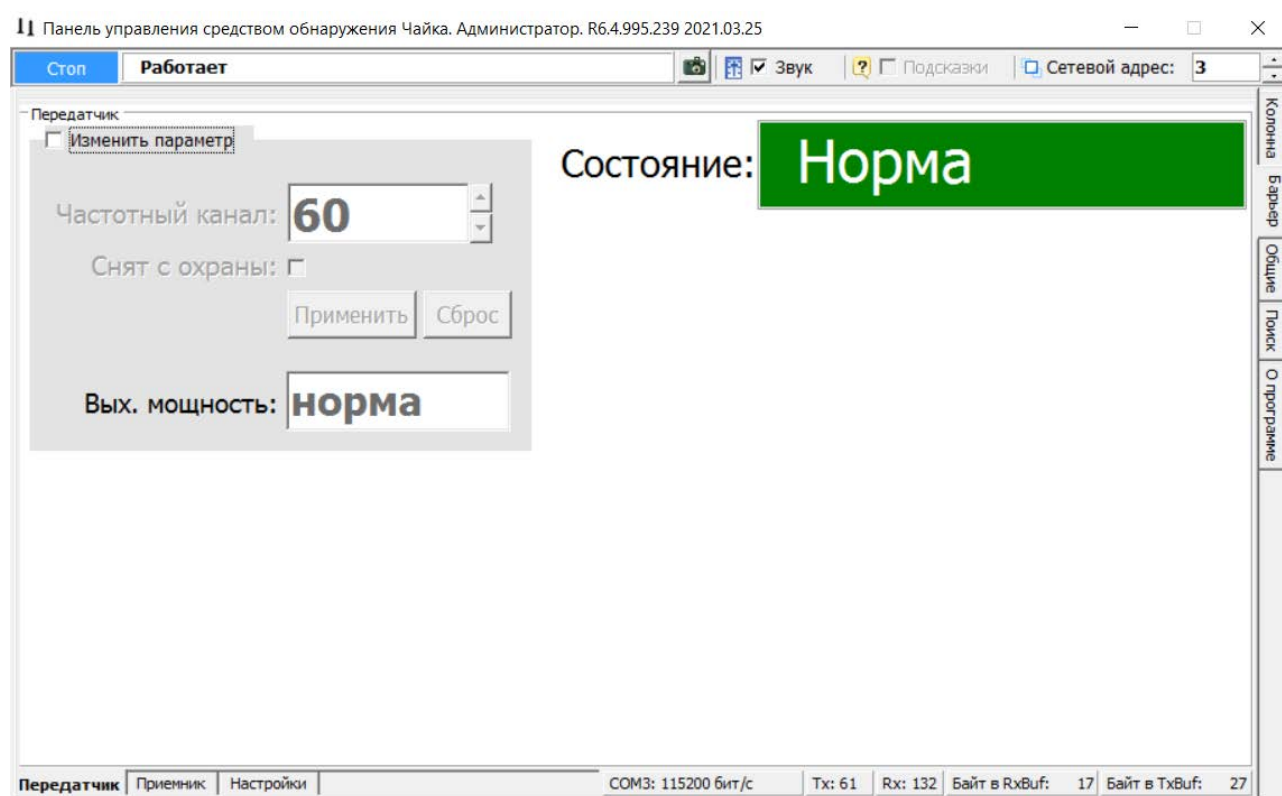 Панель управления средством обнаружения Чайка. Администратор. R6.4.995.239 2021.03.25
Стоп Работает Звук Подсказки Сетевой адрес: 3
Передатчик
Изменить параметр
Состояние: Норма
Частотный канал: 60
Снят с охраны:
Применить Сброс
Вых. мощность: норма
Колонна
Барьер
Общие
Поиск
О программе
Передатчик Приемник Настройки COM3: 115200 бит/с Tx: 61 Rx: 132 Байт в RxBuf: 17 Байт в TxBuf: 27